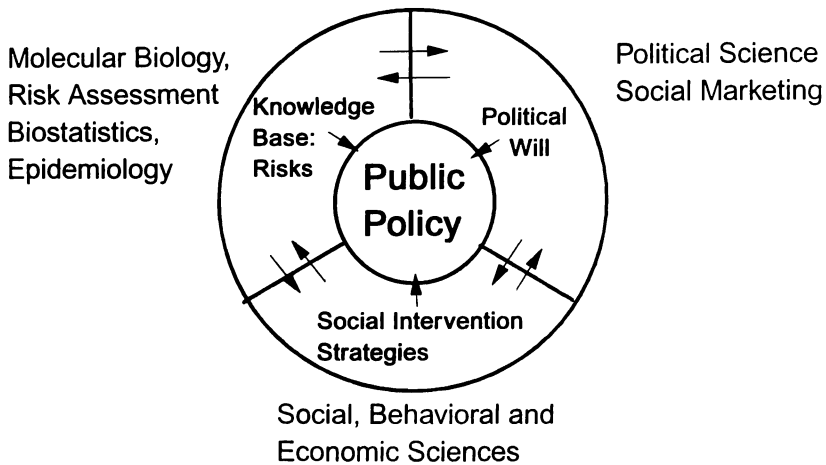 Molecular Biology,
Risk Assessment
Biostatistics,
Epidemiology
Political Science
Social Marketing
Knowledge
Base:
Risks
Political
Will
Public
Policy
Social Intervention
Strategies
Social, Behavioral and
Economic Sciences